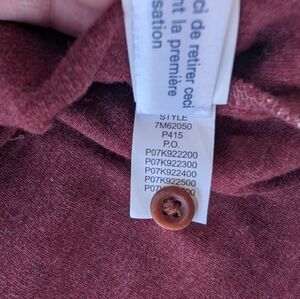 ci de retirer ceci
nt la première
sation
STYLE
7M62050
P415
P.O.
P07K922200
P07K922300
P07K922400
P07K922500